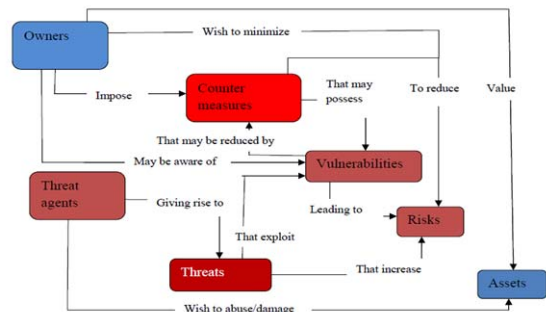 Owners
Wish to minimize
Counter
measures
Impose
That may
possess
To reduce
Value
That may be reduced by
May be aware of
Vulnerabilities
Threat
agents
Giving rise to
Leading to
Risks
That exploit
Threats
That increase
Assets
Wish to abuse/damage